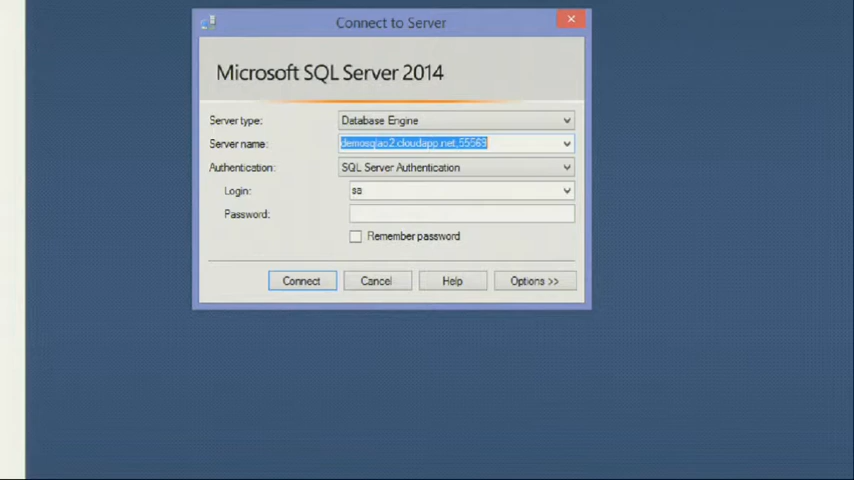 Connect to Server
Microsoft SQL Server 2014
Server type: Database Engine
Server name: demosqlao2.cloudapp.net,55569
Authentication: SQL Server Authentication
Login: sa
Password:
Remember password
Connect Cancel Help Options >>